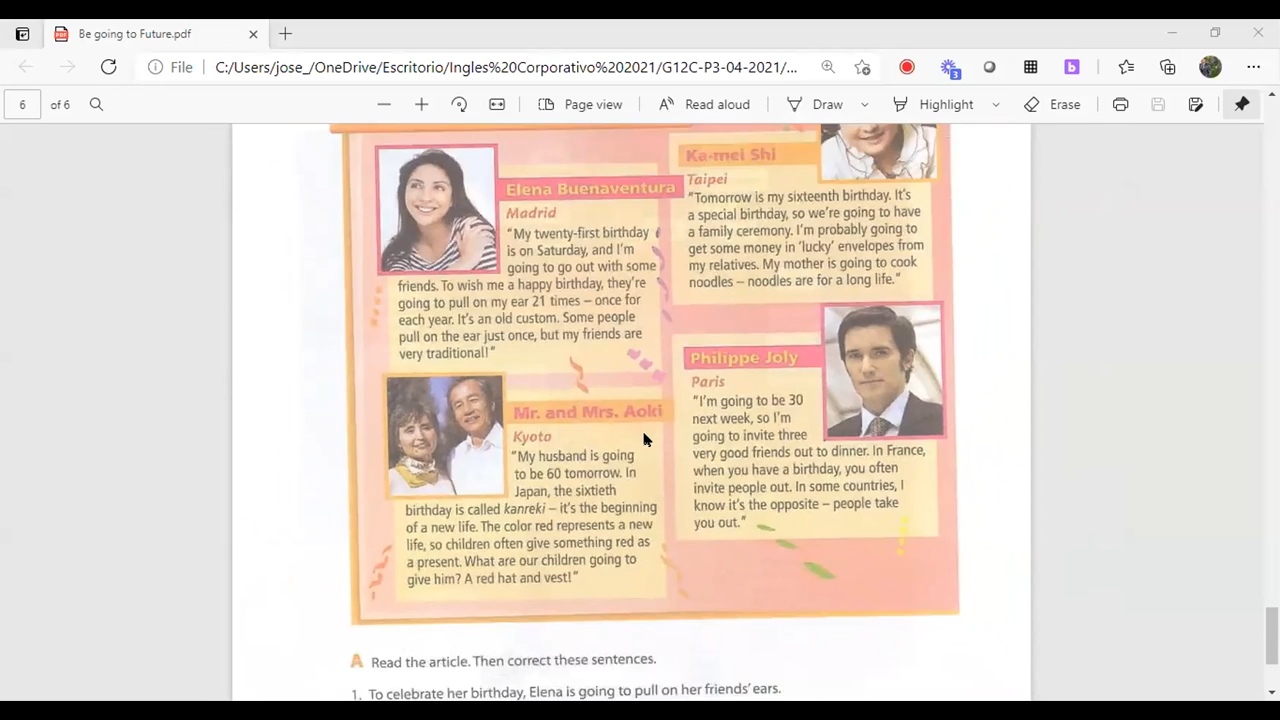 Be going to Future.pdf
File
C:/Users/jose_/OneDrive/Escritorio/Ingles%20Corporativo%202021/G12C-P3-04-2021/...
3
b
6
of 6
Page view
Read aloud
Draw
Highlight
Erase
Elena Buenaventura
Madrid
"My twenty-first birthday
is on Saturday, and I'm
going to go out with some
friends. To wish me a happy birthday, they're
going to pull on my ear 21 times – once for
each year. It's an old custom. Some people
pull on the ear just once, but my friends are
very traditional!"
Mr. and Mrs. Aoki
Kyoto
"My husband is going
to be 60 tomorrow. In
Japan, the sixtieth
birthday is called kanreki – it's the beginning
of a new life. The color red represents a new
life, so children often give something red as
a present. What are our children going to
give him? A red hat and vest!"
Ka-mei Shi
Taipei
"Tomorrow is my sixteenth birthday. It's
a special birthday, so we're going to have
a family ceremony. I'm probably going to
get some money in 'lucky' envelopes from
my relatives. My mother is going to cook
noodles – noodles are for a long life."
Philippe Joly
Paris
"I'm going to be 30
next week, so I'm
going to invite three
very good friends out to dinner. In France,
when you have a birthday, you often
invite people out. In some countries, I
know it's the opposite – people take
you out."
A Read the article. Then correct these sentences.
1. To celebrate her birthday, Elena is going to pull on her friends' ears.